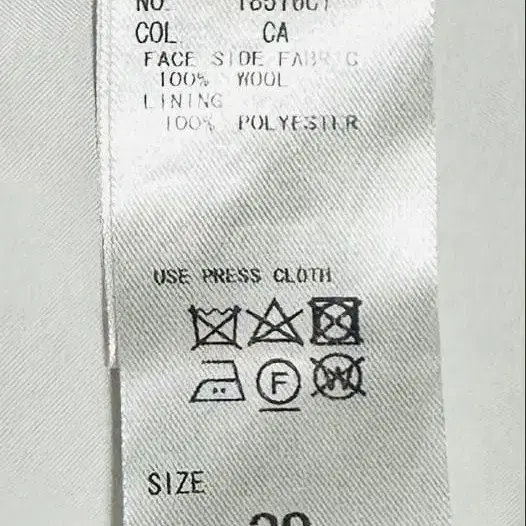 COL CA
FACE SIDE FABRIC
100% WOOL
LINING
100% POLYESTER
USE PRESS CLOTH
F
W
SIZE